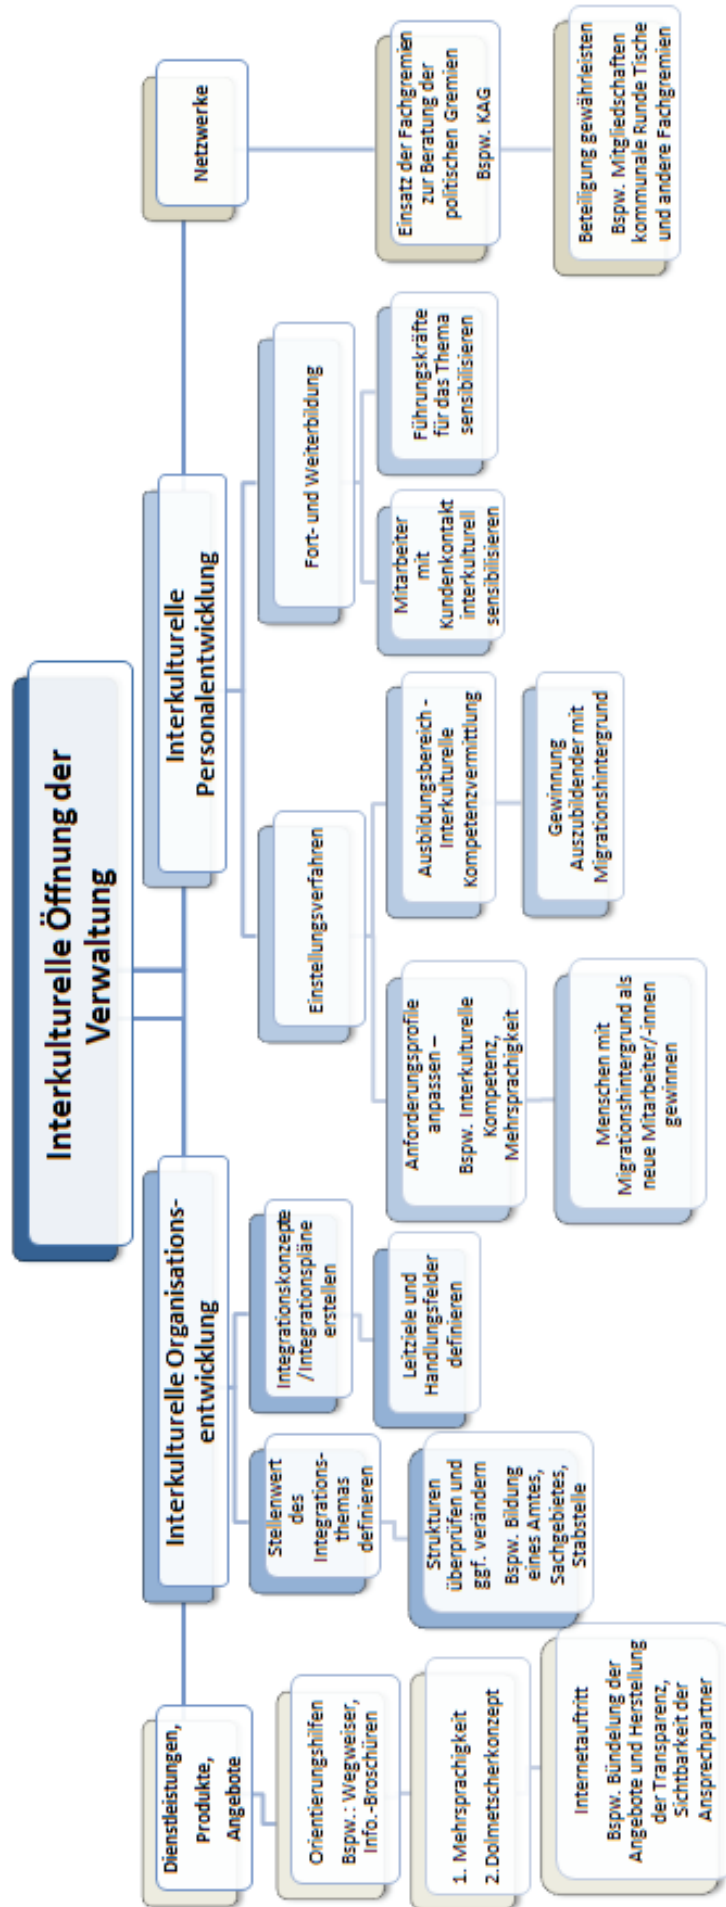 Interkulturelle Öffnung der
Verwaltung
Dienstleistungen,
Produkte,
Angebote
Orientierungshilfen
Bspw.: Wegweiser,
Info.-Broschüren
1. Mehrsprachigkeit
2.Dolmetscherkonzept
Internetauftritt
Bspw. Bündelung der
Angebote und Herstellung
der Transparenz,
Sichtbarkeit der
Ansprechpartner
Interkulturelle Organisations-
entwicklung
Stellenwert
des
Integrations-
themas
definieren
Strukturen
überprüfen und
ggf. verändern
Bspw. Bildung
eines Amtes,
Sachgebietes,
Stabstelle
Integrationskonzepte
/Integrationspläne
erstellen
Leitziele und
Handlungsfelder
definieren
Interkulturelle
Personalentwicklung
Einstellungsverfahren
Anforderungsprofile
anpassen –
Bspw. Interkulturelle
Kompetenz,
Mehrsprachigkeit
Menschen mit
Migrationshintergrund als
neue Mitarbeiter/-innen
gewinnen
Ausbildungsbereich -
Interkulturelle
Kompetenzvermittlung
Gewinnung
Auszubildender mit
Migrationshintergrund
Fort- und Weiterbildung
Mitarbeiter
mit
Kundenkontakt
interkulturell
sensibilisieren
Führungskräfte
für das Thema
sensibilisieren
Netzwerke
Einsatz der Fachgremien
zur Beratung der
politischen Gremien
Bspw. KAG
Beteiligung gewährleisten
Bspw. Mitgliedschaften
kommunale Runde Tische
und andere Fachgremien